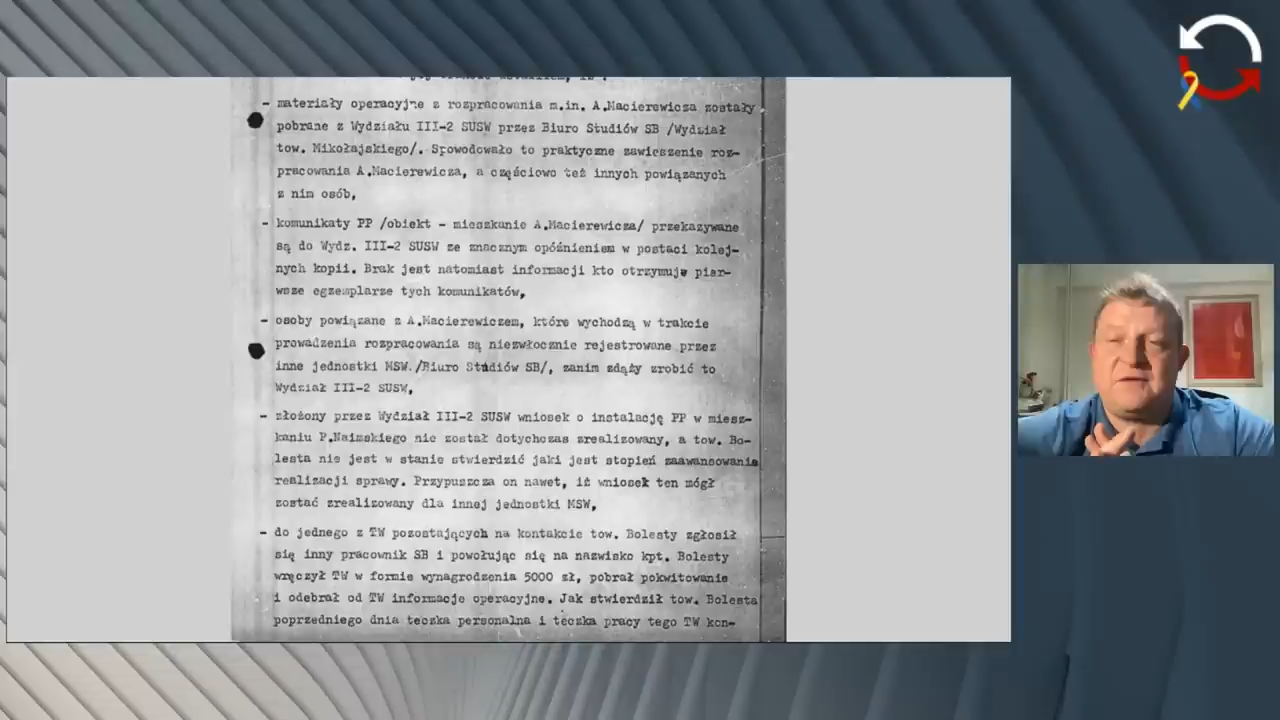 - materiały operacyjne z rozpracowania m.in. A.Macierewicza zostały
pobrane z Wydziału III-2 SUSW przez Biuro Studiów SB /Wydział
tow. Mikołajskiego/. Spowodowało to praktyczne zawieszenie roz-
pracowania A.Macierewicza, a częściowo też innych powiązanych
z nim osób,
- komunikaty PP /obiekt - mieszkanie A.Macierewicza/ przekazywane
są do Wydz. III-2 SUSW ze znacznym opóźnieniem w postaci kolej-
nych kopii. Brak jest natomiast informacji kto otrzymuje pier-
wsze egzemplarze tych komunikatów,
- osoby powiązane z A.Macierewiczem, które wychodzą w trakcie
prowadzenia rozpracowania są niezwłocznie rejestrowane przez
inne jednostki MSW /Biuro Studiów SB/, zanim zdąży zrobić to
Wydział III-2 SUSW,
- złożony przez Wydział III-2 SUSW wniosek o instalację PP w miesz-
kaniu P.Naimskiego nie został dotychczas zrealizowany, a tow. Bo-
lesta nie jest w stanie stwierdzić jaki jest stopień zaawansowania
realizacji sprawy. Przypuszcza on nawet, iż wniosek ten mógł
zostać zrealizowany dla innej jednostki MSW,
- do jednego z TW pozostających na kontakcie tow. Bolesty zgłosił
się inny pracownik SB i powołując się na nazwisko kpt. Bolesty
wręczył TW w formie wynagrodzenia 5000 zł, pobrał pokwitowanie
i odebrał od TW informacje operacyjne. Jak stwierdził tow. Bolesta
poprzedniego dnia teczka personalna i teczka pracy tego TW kon-